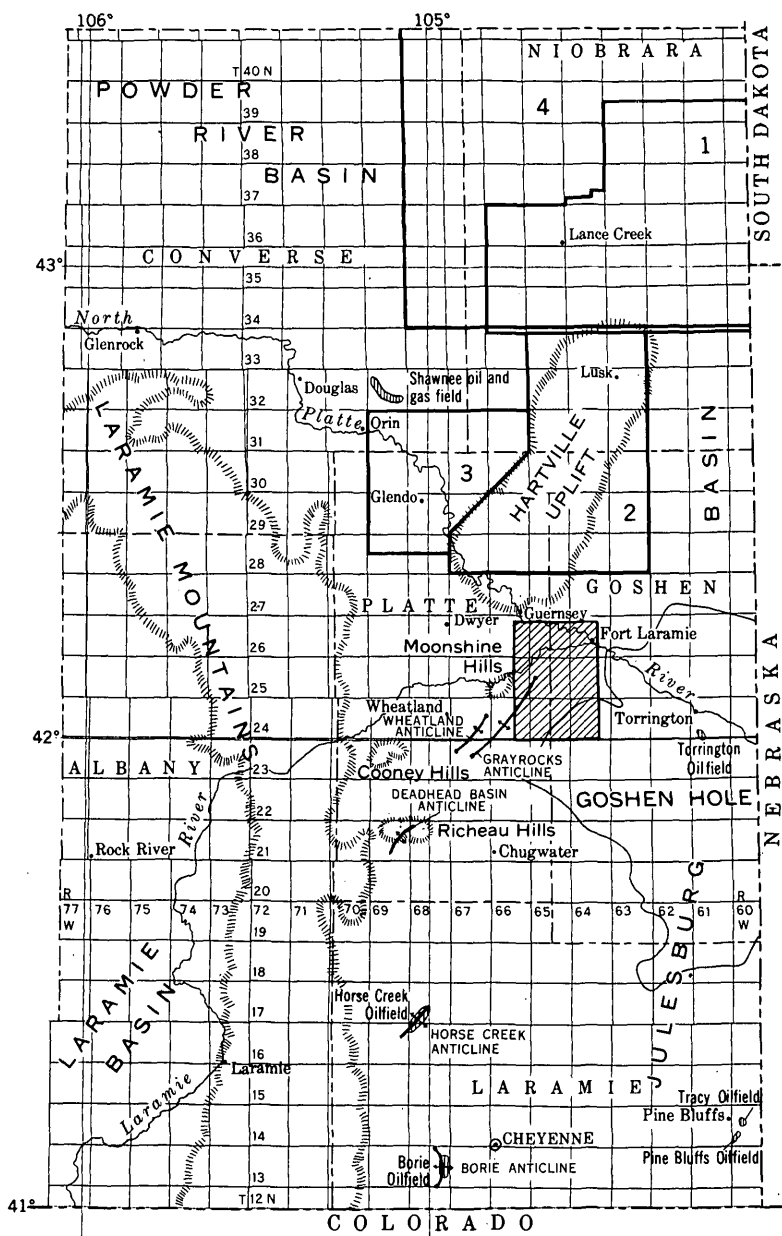 106°
105°
NIOBRARA
SOUTH DAKOTA
T 40 N
POWDER
RIVER
BASIN
39
38
37
36
35
34
33
32
31
30
29
28
27
26
25
24
23
22
21
20
19
18
17
16
15
14
13
T 12 N
4
1
Lance Creek
43°
CONVERSE
North
Glenrock
Douglas
Shawnee oil and
gas field
Lusk
Platte
Orin
LARAMIE MOUNTAINS
3
Glendo
HARTVILLE
UPLIFT
2
BASIN
GOSHEN
PLATTE
Guernsey
Dwyer
Fort Laramie
Moonshine
Hills
River
Wheatland
WHEATLAND
ANTICLINE
Torrington
42°
GRAYROCKS
ANTICLINE
Torrington
Oilfield
ALBANY
Cooney Hills
NEBRASKA
River
DEADHEAD BASIN
ANTICLINE
GOSHEN HOLE
Richeau Hills
Rock River
Chugwater
R
77
W
76
75
74
73
72
71
70
69
68
67
66
65
64
63
62
61
R
60
W
JULESBURG
LARAMIE
BASIN
Horse Creek
Oilfield
HORSE CREEK
ANTICLINE
Laramie
Laramie
LARAMIE
Tracy Oilfield
Pine Bluffs
CHEYENNE
Pine Bluffs Oilfield
Borie
Oilfield
BORIE ANTICLINE
41°
COLORADO